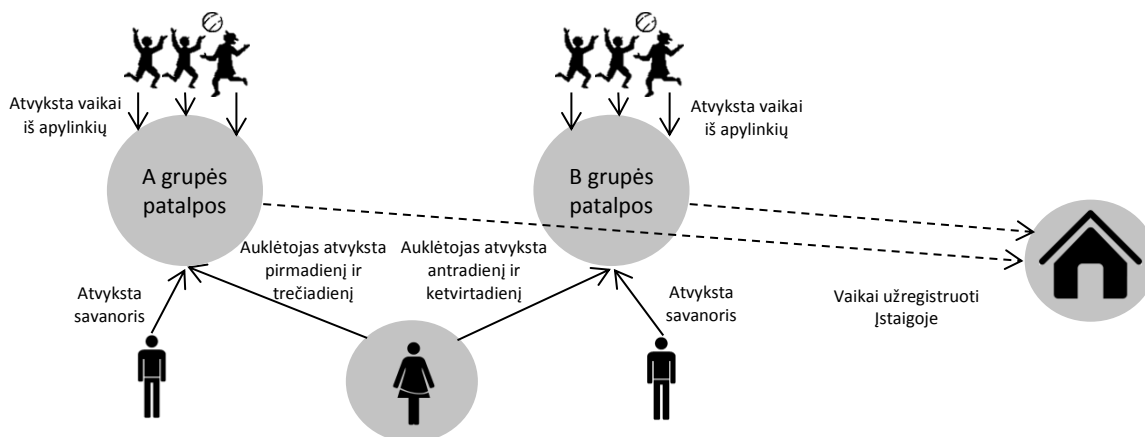 Atvyksta vaikai
iš apylinkių
Atvyksta vaikai
iš apylinkių
A grupės
patalpos
B grupės
patalpos
Auklėtojas atvyksta
pirmadienį ir
trečiadienį
Auklėtojas atvyksta
antradienį ir
ketvirtadienį
Atvyksta
savanoris
Atvyksta
savanoris
Vaikai užregistruoti
Įstaigoje